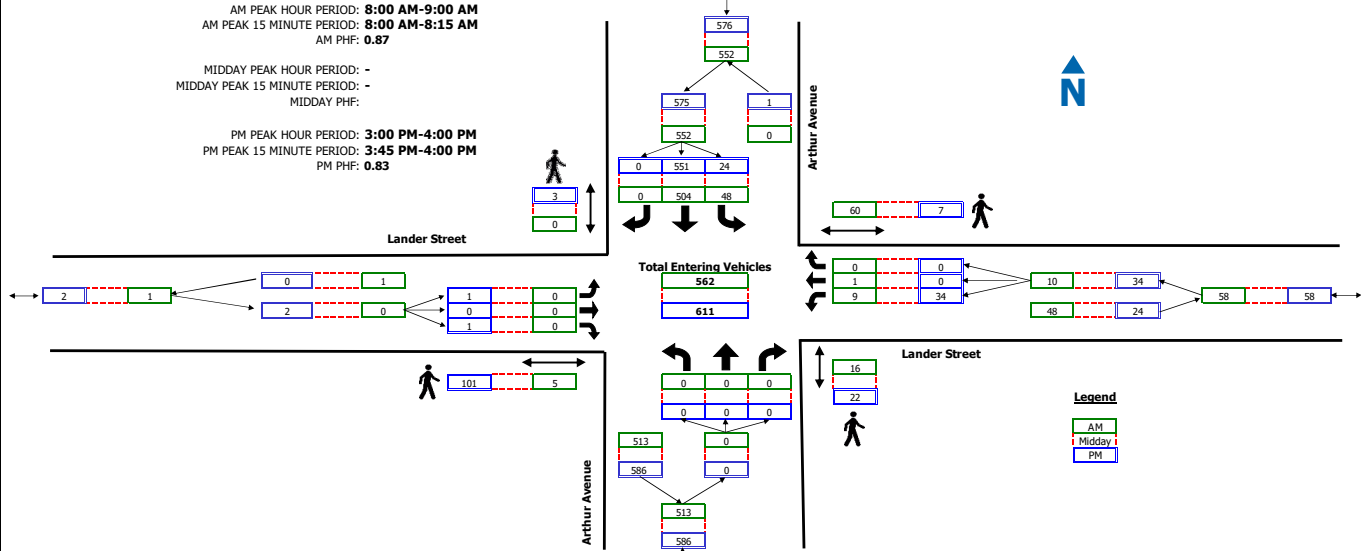 AM PEAK HOUR PERIOD: 8:00 AM-9:00 AM
AM PEAK 15 MINUTE PERIOD: 8:00 AM-8:15 AM
AM PHF: 0.87
MIDDAY PEAK HOUR PERIOD: -
MIDDAY PEAK 15 MINUTE PERIOD: -
MIDDAY PHF:
PM PEAK HOUR PERIOD: 3:00 PM-4:00 PM
PM PEAK 15 MINUTE PERIOD: 3:45 PM-4:00 PM
PM PHF: 0.83
576
552
575 1
552 0
0 551 24
0 504 48
Arthur Avenue
N
3
0
60 7
Lander Street
Total Entering Vehicles
562
611
0 1
2 1
2 0
1 0
0 0
1 0
0 0
1 0
9 34
10 34
58 58
48 24
Lander Street
101 5
16
22
0 0 0
0 0 0
513 0
586 0
513
586
Arthur Avenue
Legend
AM
Midday
PM